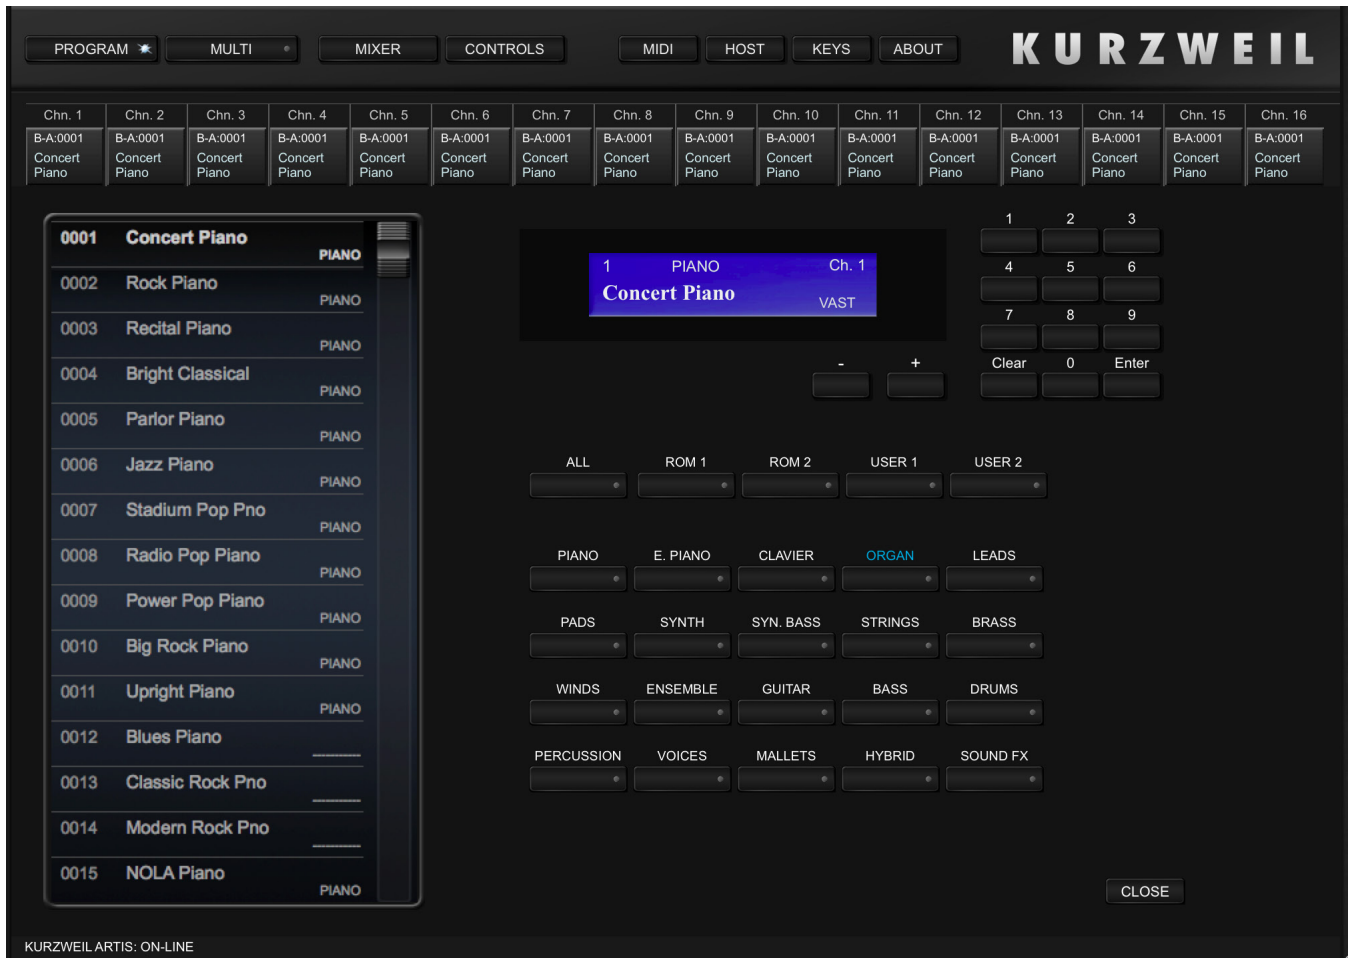 PROGRAM MULTI MIXER CONTROLS MIDI HOST KEYS ABOUT KURZWEIL
Chn. 1 Chn. 2 Chn. 3 Chn. 4 Chn. 5 Chn. 6 Chn. 7 Chn. 8 Chn. 9 Chn. 10 Chn. 11 Chn. 12 Chn. 13 Chn. 14 Chn. 15 Chn. 16
B-A:0001 B-A:0001 B-A:0001 B-A:0001 B-A:0001 B-A:0001 B-A:0001 B-A:0001 B-A:0001 B-A:0001 B-A:0001 B-A:0001 B-A:0001 B-A:0001 B-A:0001 B-A:0001
Concert Concert Concert Concert Concert Concert Concert Concert Concert Concert Concert Concert Concert Concert Concert Concert
Piano Piano Piano Piano Piano Piano Piano Piano Piano Piano Piano Piano Piano Piano Piano Piano
0001 Concert Piano
PIANO
0002 Rock Piano
PIANO
0003 Recital Piano
PIANO
0004 Bright Classical
PIANO
0005 Parlor Piano
PIANO
0006 Jazz Piano
PIANO
0007 Stadium Pop Pno
PIANO
0008 Radio Pop Piano
PIANO
0009 Power Pop Piano
PIANO
0010 Big Rock Piano
PIANO
0011 Upright Piano
PIANO
0012 Blues Piano
0013 Classic Rock Pno
0014 Modern Rock Pno
0015 NOLA Piano
PIANO
1 PIANO Ch. 1
Concert Piano
VAST
- +
1 2 3
4 5 6
7 8 9
Clear 0 Enter
ALL ROM 1 ROM 2 USER 1 USER 2
PIANO E. PIANO CLAVIER ORGAN LEADS
PADS SYNTH SYN. BASS STRINGS BRASS
WINDS ENSEMBLE GUITAR BASS DRUMS
PERCUSSION VOICES MALLETS HYBRID SOUND FX
CLOSE
KURZWEIL ARTIS: ON-LINE